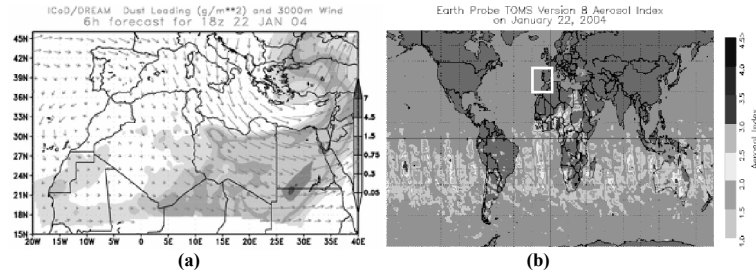 ICoD/DREAM Dust Loading (g/m**2) and 3000m Wind
6h forecast for 18z 22 JAN 04
45N
42N
39N
36N
33N
30N
27N
24N
21N
18N
15N
20W 15W 10W 5W 0 5E 10E 15E 20E 25E 30E 35E 40E
7
4.5
1.5
0.75
0.3
0.05
(a)
Earth Probe TOMS Version 8 Aerosol Index
on January 22, 2004
4.5+
4.0
3.5
3.0
2.5
2.0
1.5
1.0
Aerosol Index
(b)